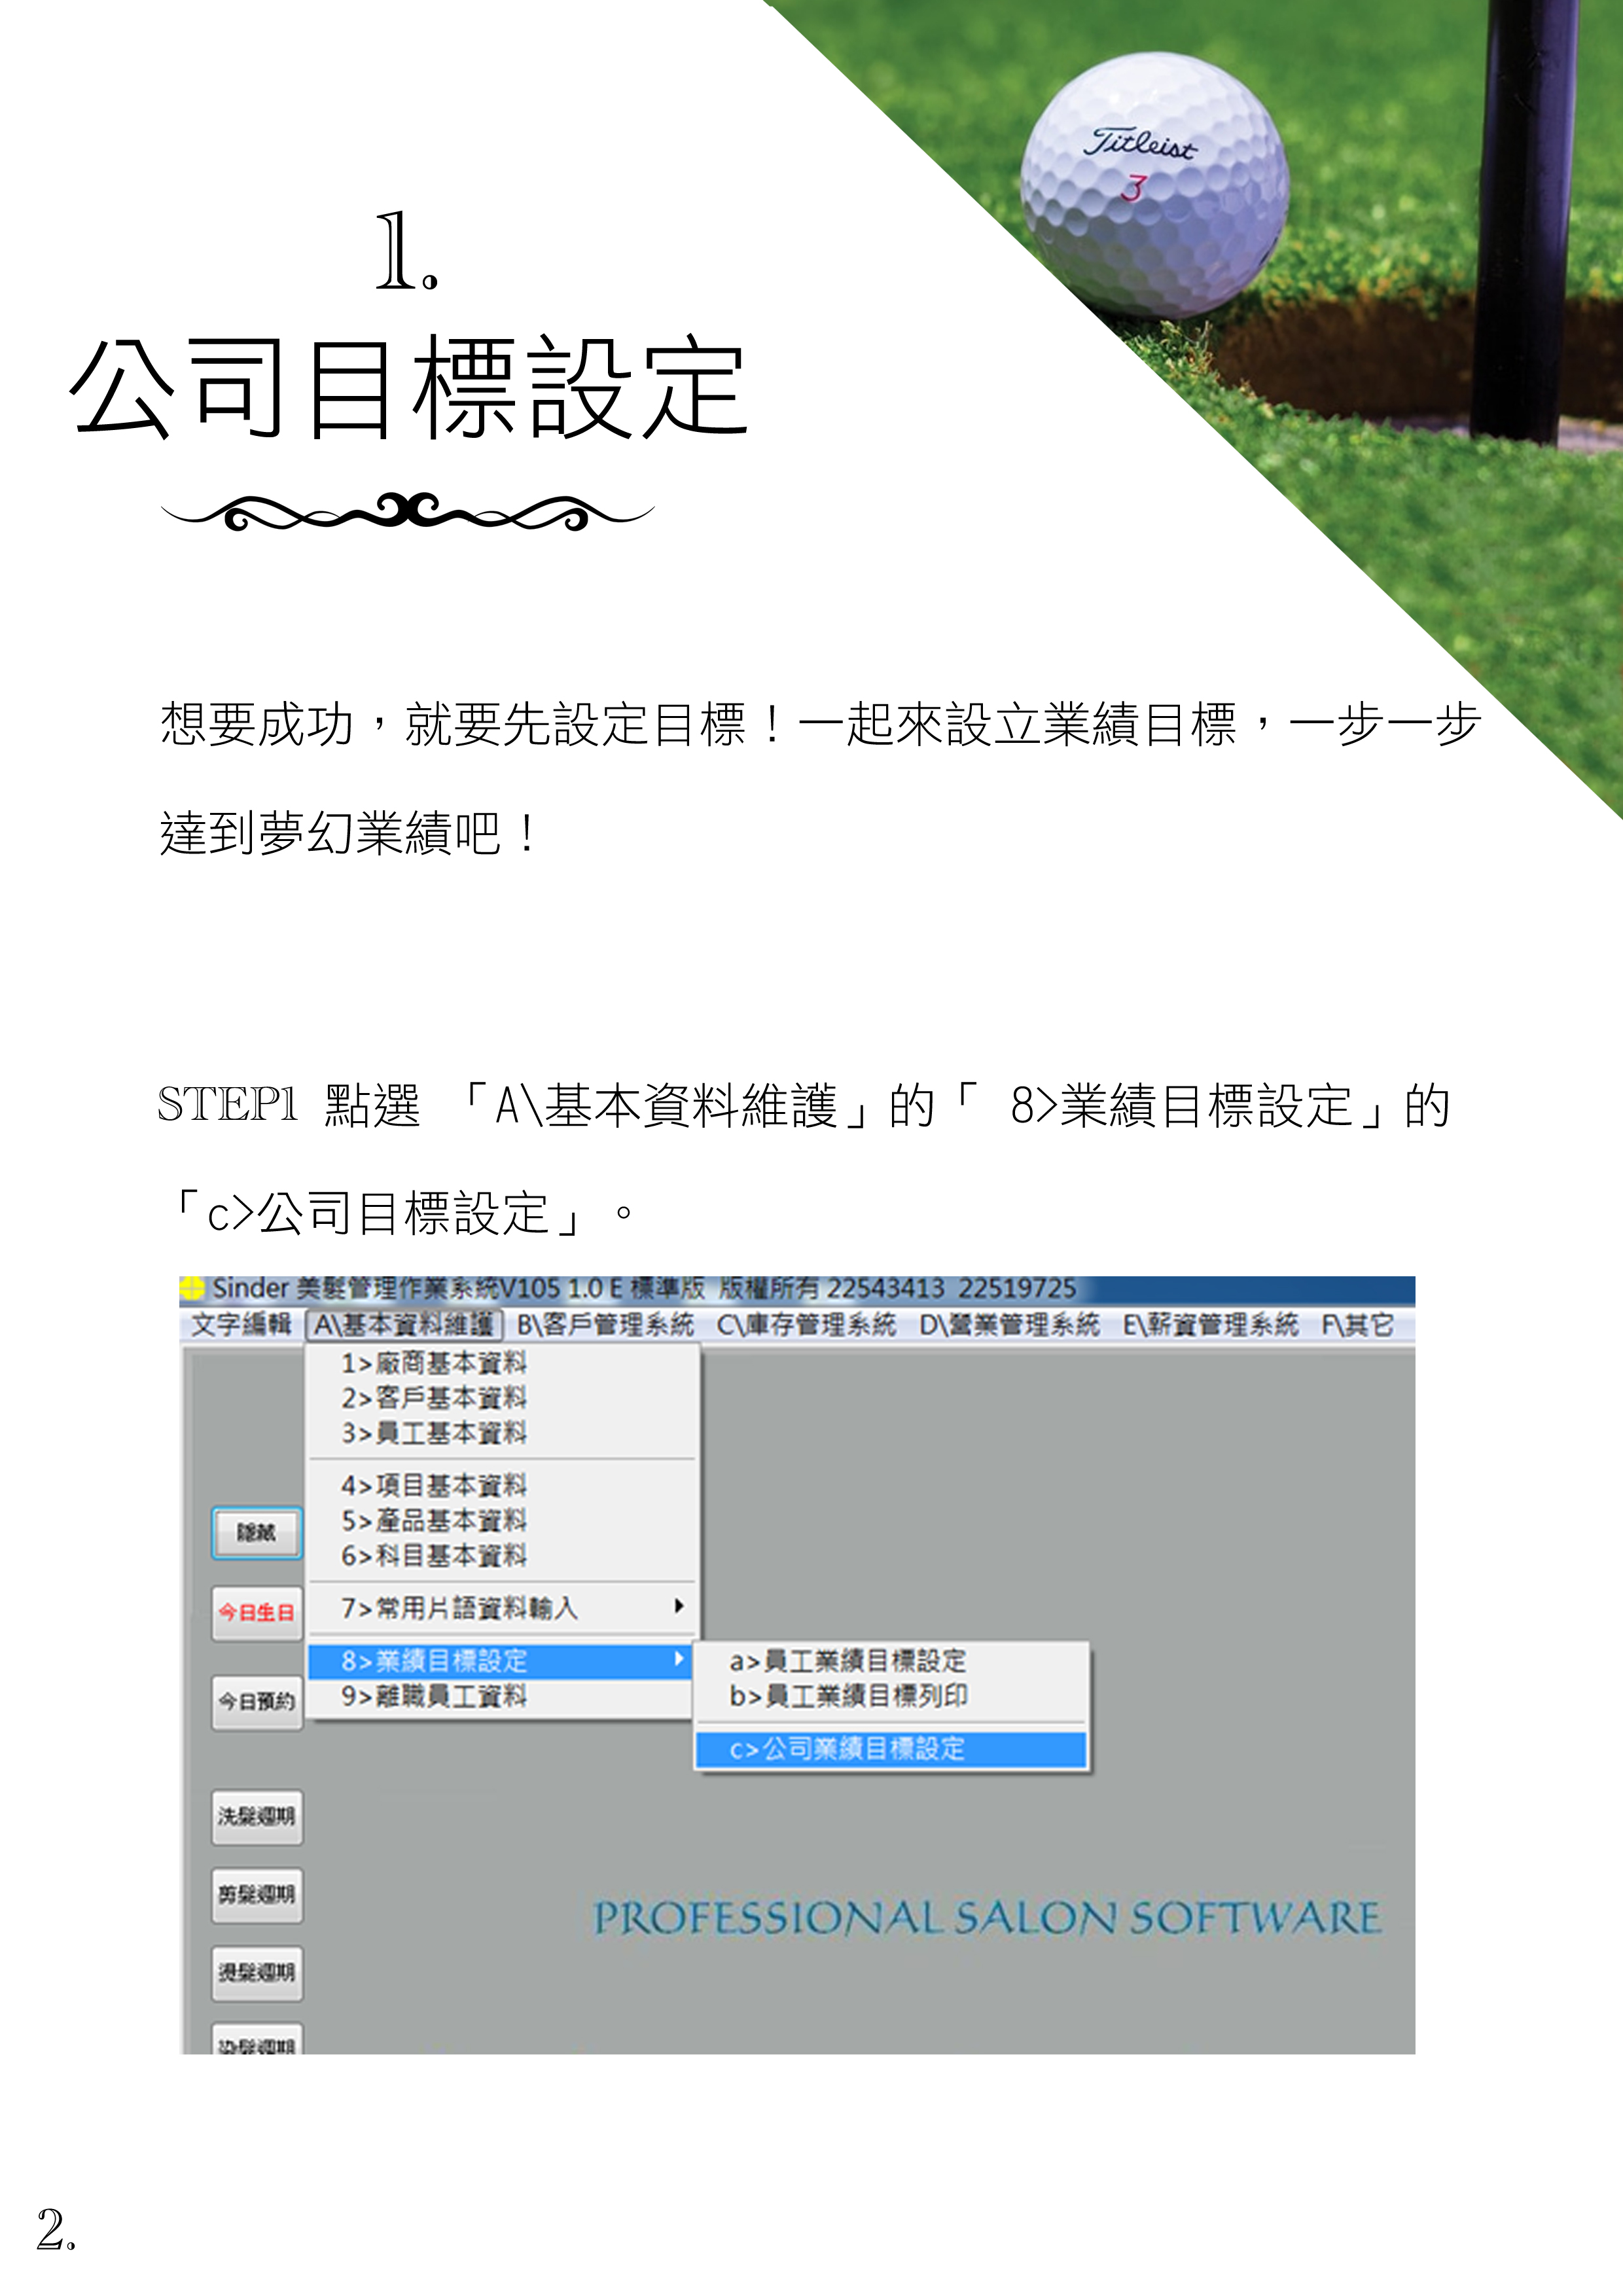 Titleist
3
1.
公司目標設定
想要成功，就要先設定目標！一起來設立業績目標，一步一步
達到夢幻業績吧！
STEP1 點選 「A\基本資料維護」的「 8>業績目標設定」的
「c>公司目標設定」。
Sinder 美髮管理作業系統V105 1.0 E 標準版 版權所有 22543413 22519725
文字編輯 A\基本資料維護 B\客戶管理系統 C\庫存管理系統 D\營業管理系統 E\薪資管理系統 F\其它
1>廠商基本資料
2>客戶基本資料
3>員工基本資料
4>項目基本資料
5>產品基本資料
6>科目基本資料
7>常用片語資料輸入
8>業績目標設定
9>離職員工資料
a>員工業績目標設定
b>員工業績目標列印
c>公司業績目標設定
隱藏
今日生日
今日預約
洗髮週期
剪髮週期
燙髮週期
染髮週期
PROFESSIONAL SALON SOFTWARE
2.